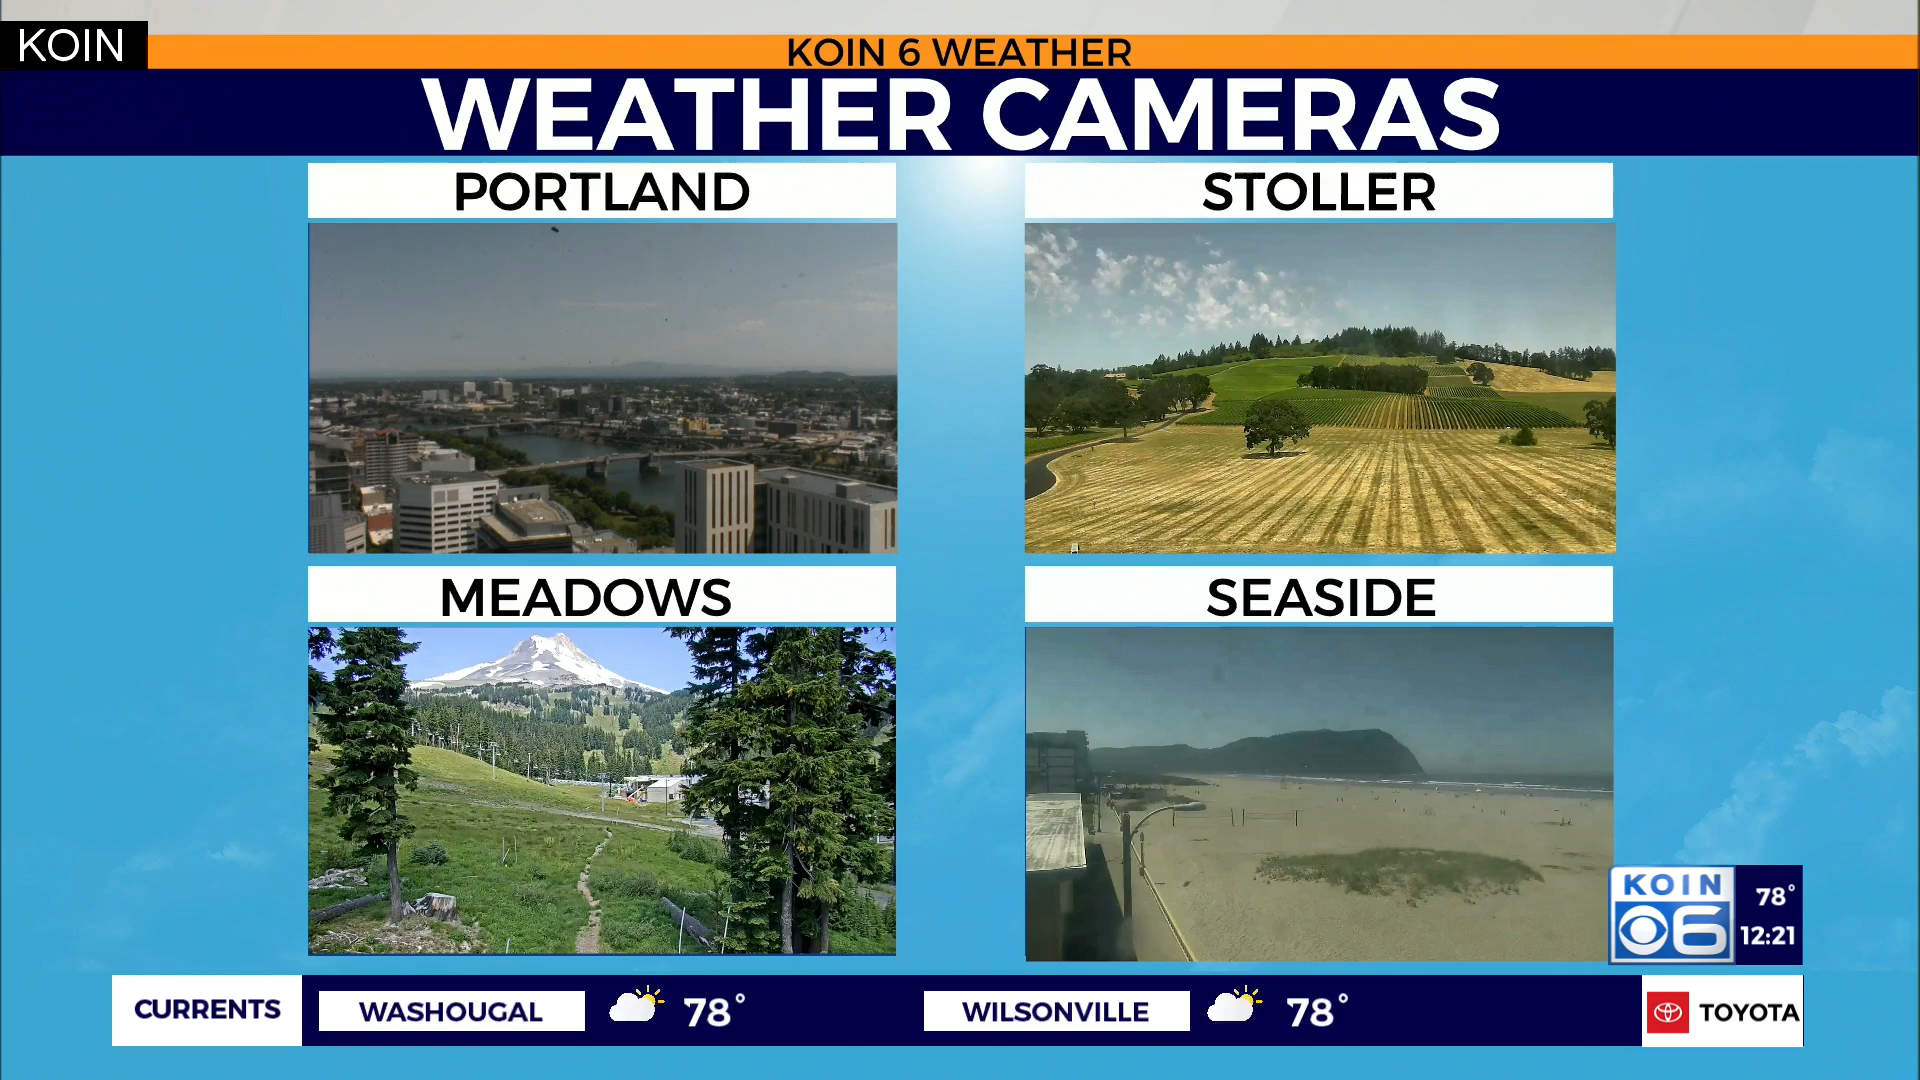 KOIN
KOIN 6 WEATHER
WEATHER CAMERAS
PORTLAND
STOLLER
MEADOWS
SEASIDE
KOIN
6
78°
12:21
CURRENTS
WASHOUGAL
78°
WILSONVILLE
78°
TOYOTA